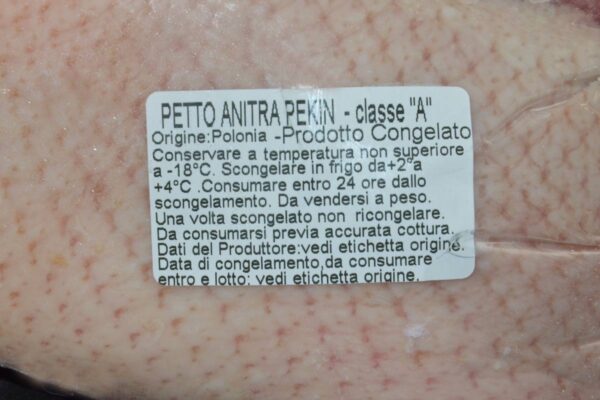 PETTO ANITRA PEKIN - classe "A"
Origine:Polonia -Prodotto Congelato
Conservare a temperatura non superiore
a -18°C. Scongelare in frigo da+2°a
+4°C .Consumare entro 24 ore dallo
scongelamento. Da vendersi a peso.
Una volta scongelato non ricongelare.
Da consumarsi previa accurata cottura.
Dati del Produttore:vedi etichetta origine.
Data di congelamento,da consumare
entro e lotto: vedi etichetta origine.